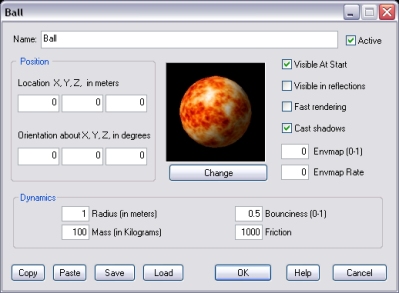 Ball
Name: Ball Active
Position
Location X, Y, Z, in meters
0 0 0
Orientation about X, Y, Z, in degrees
0 0 0
Change
Visible At Start
Visible in reflections
Fast rendering
Cast shadows
0 Envmap (0-1)
0 Envmap Rate
Dynamics
1 Radius (in meters) 0.5 Bounciness (0-1)
100 Mass (in Kilograms) 1000 Friction
Copy Paste Save Load OK Help Cancel